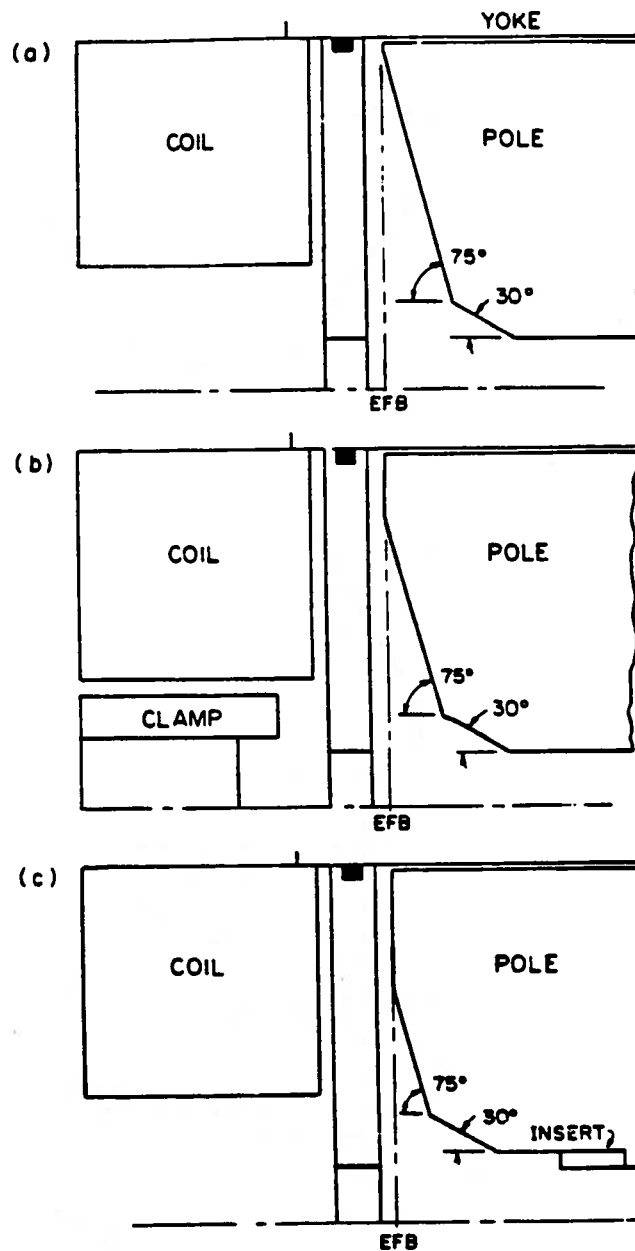 YOKE
(a)
COIL
POLE
75°
30°
EFB
(b)
COIL
POLE
75°
30°
CLAMP
EFB
(c)
COIL
POLE
75°
30°
INSERT
EFB